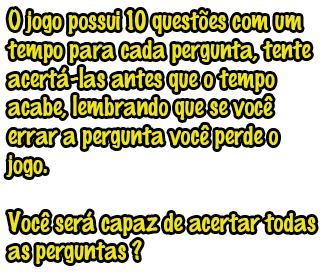 O jogo possui 10 questões com um
tempo para cada pergunta, tente
acertá-las antes que o tempo
acabe, lembrando que se você
errar a pergunta você perde o
jogo.
Você será capaz de acertar todas
as perguntas ?